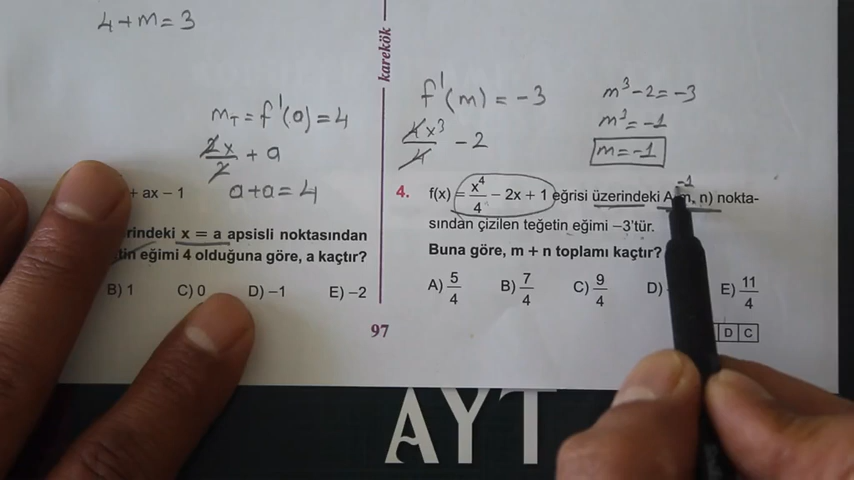 4+m=3
m_T = f'(a) = 4
2x/2 + a
a+a=4
+ ax − 1
rindeki x = a apsisli noktasından
tin eğimi 4 olduğuna göre, a kaçtır?
B) 1 C) 0 D) −1 E) −2
karekök
f'(m) = -3
4x³/4 - 2
m³-2=-3
m³=-1
m=-1
-1
4. f(x) = x⁴/4 − 2x + 1 eğrisi üzerindeki A(m, n) nokta-
sından çizilen teğetin eğimi −3'tür.
Buna göre, m + n toplamı kaçtır?
A) 5/4 B) 7/4 C) 9/4 D) E) 11/4
97
D C
AYT